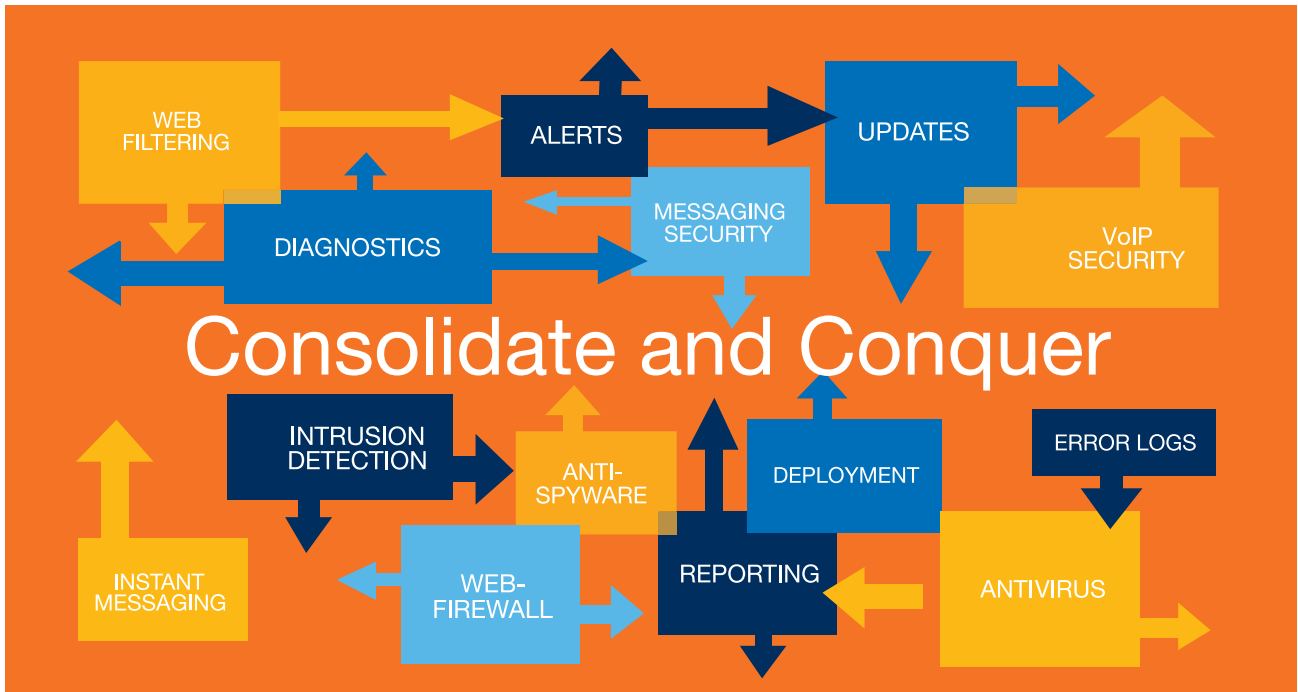 WEB
FILTERING
ALERTS
UPDATES
DIAGNOSTICS
MESSAGING
SECURITY
VoIP
SECURITY
Consolidate and Conquer
INTRUSION
DETECTION
ANTI-
SPYWARE
DEPLOYMENT
ERROR LOGS
INSTANT
MESSAGING
WEB-
FIREWALL
REPORTING
ANTIVIRUS